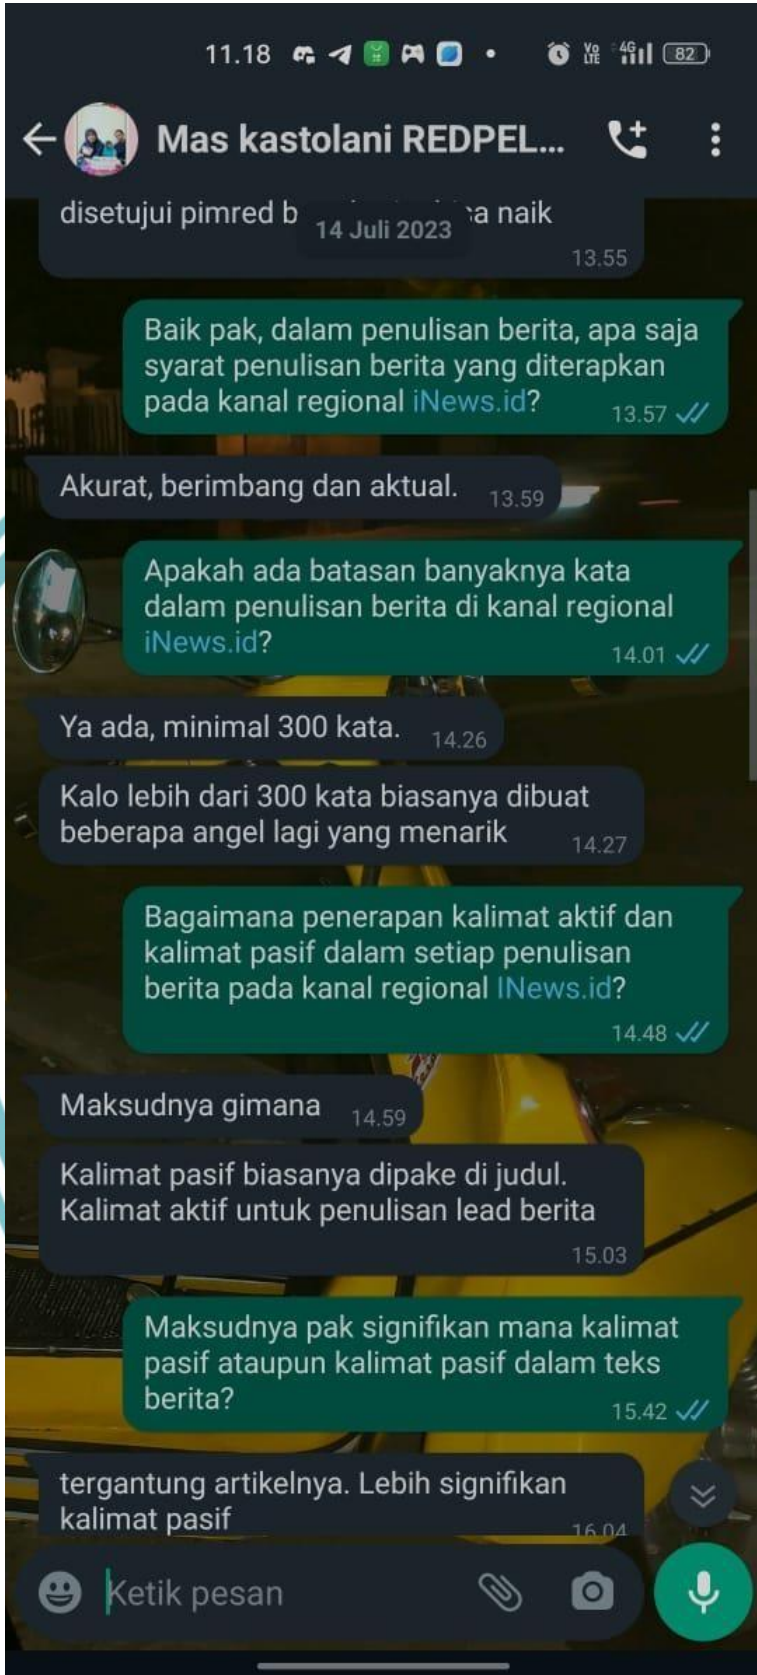 11.18
Vo
LTE
4G
82
Mas kastolani REDPEL...
disetujui pimred b
sa naik
14 Juli 2023
13.55
Baik pak, dalam penulisan berita, apa saja
syarat penulisan berita yang diterapkan
pada kanal regional iNews.id?
13.57
Akurat, berimbang dan aktual.
13.59
Apakah ada batasan banyaknya kata
dalam penulisan berita di kanal regional
iNews.id?
14.01
Ya ada, minimal 300 kata.
14.26
Kalo lebih dari 300 kata biasanya dibuat
beberapa angel lagi yang menarik
14.27
Bagaimana penerapan kalimat aktif dan
kalimat pasif dalam setiap penulisan
berita pada kanal regional INews.id?
14.48
Maksudnya gimana
14.59
Kalimat pasif biasanya dipake di judul.
Kalimat aktif untuk penulisan lead berita
15.03
Maksudnya pak signifikan mana kalimat
pasif ataupun kalimat pasif dalam teks
berita?
15.42
tergantung artikelnya. Lebih signifikan
kalimat pasif
16.04
Ketik pesan